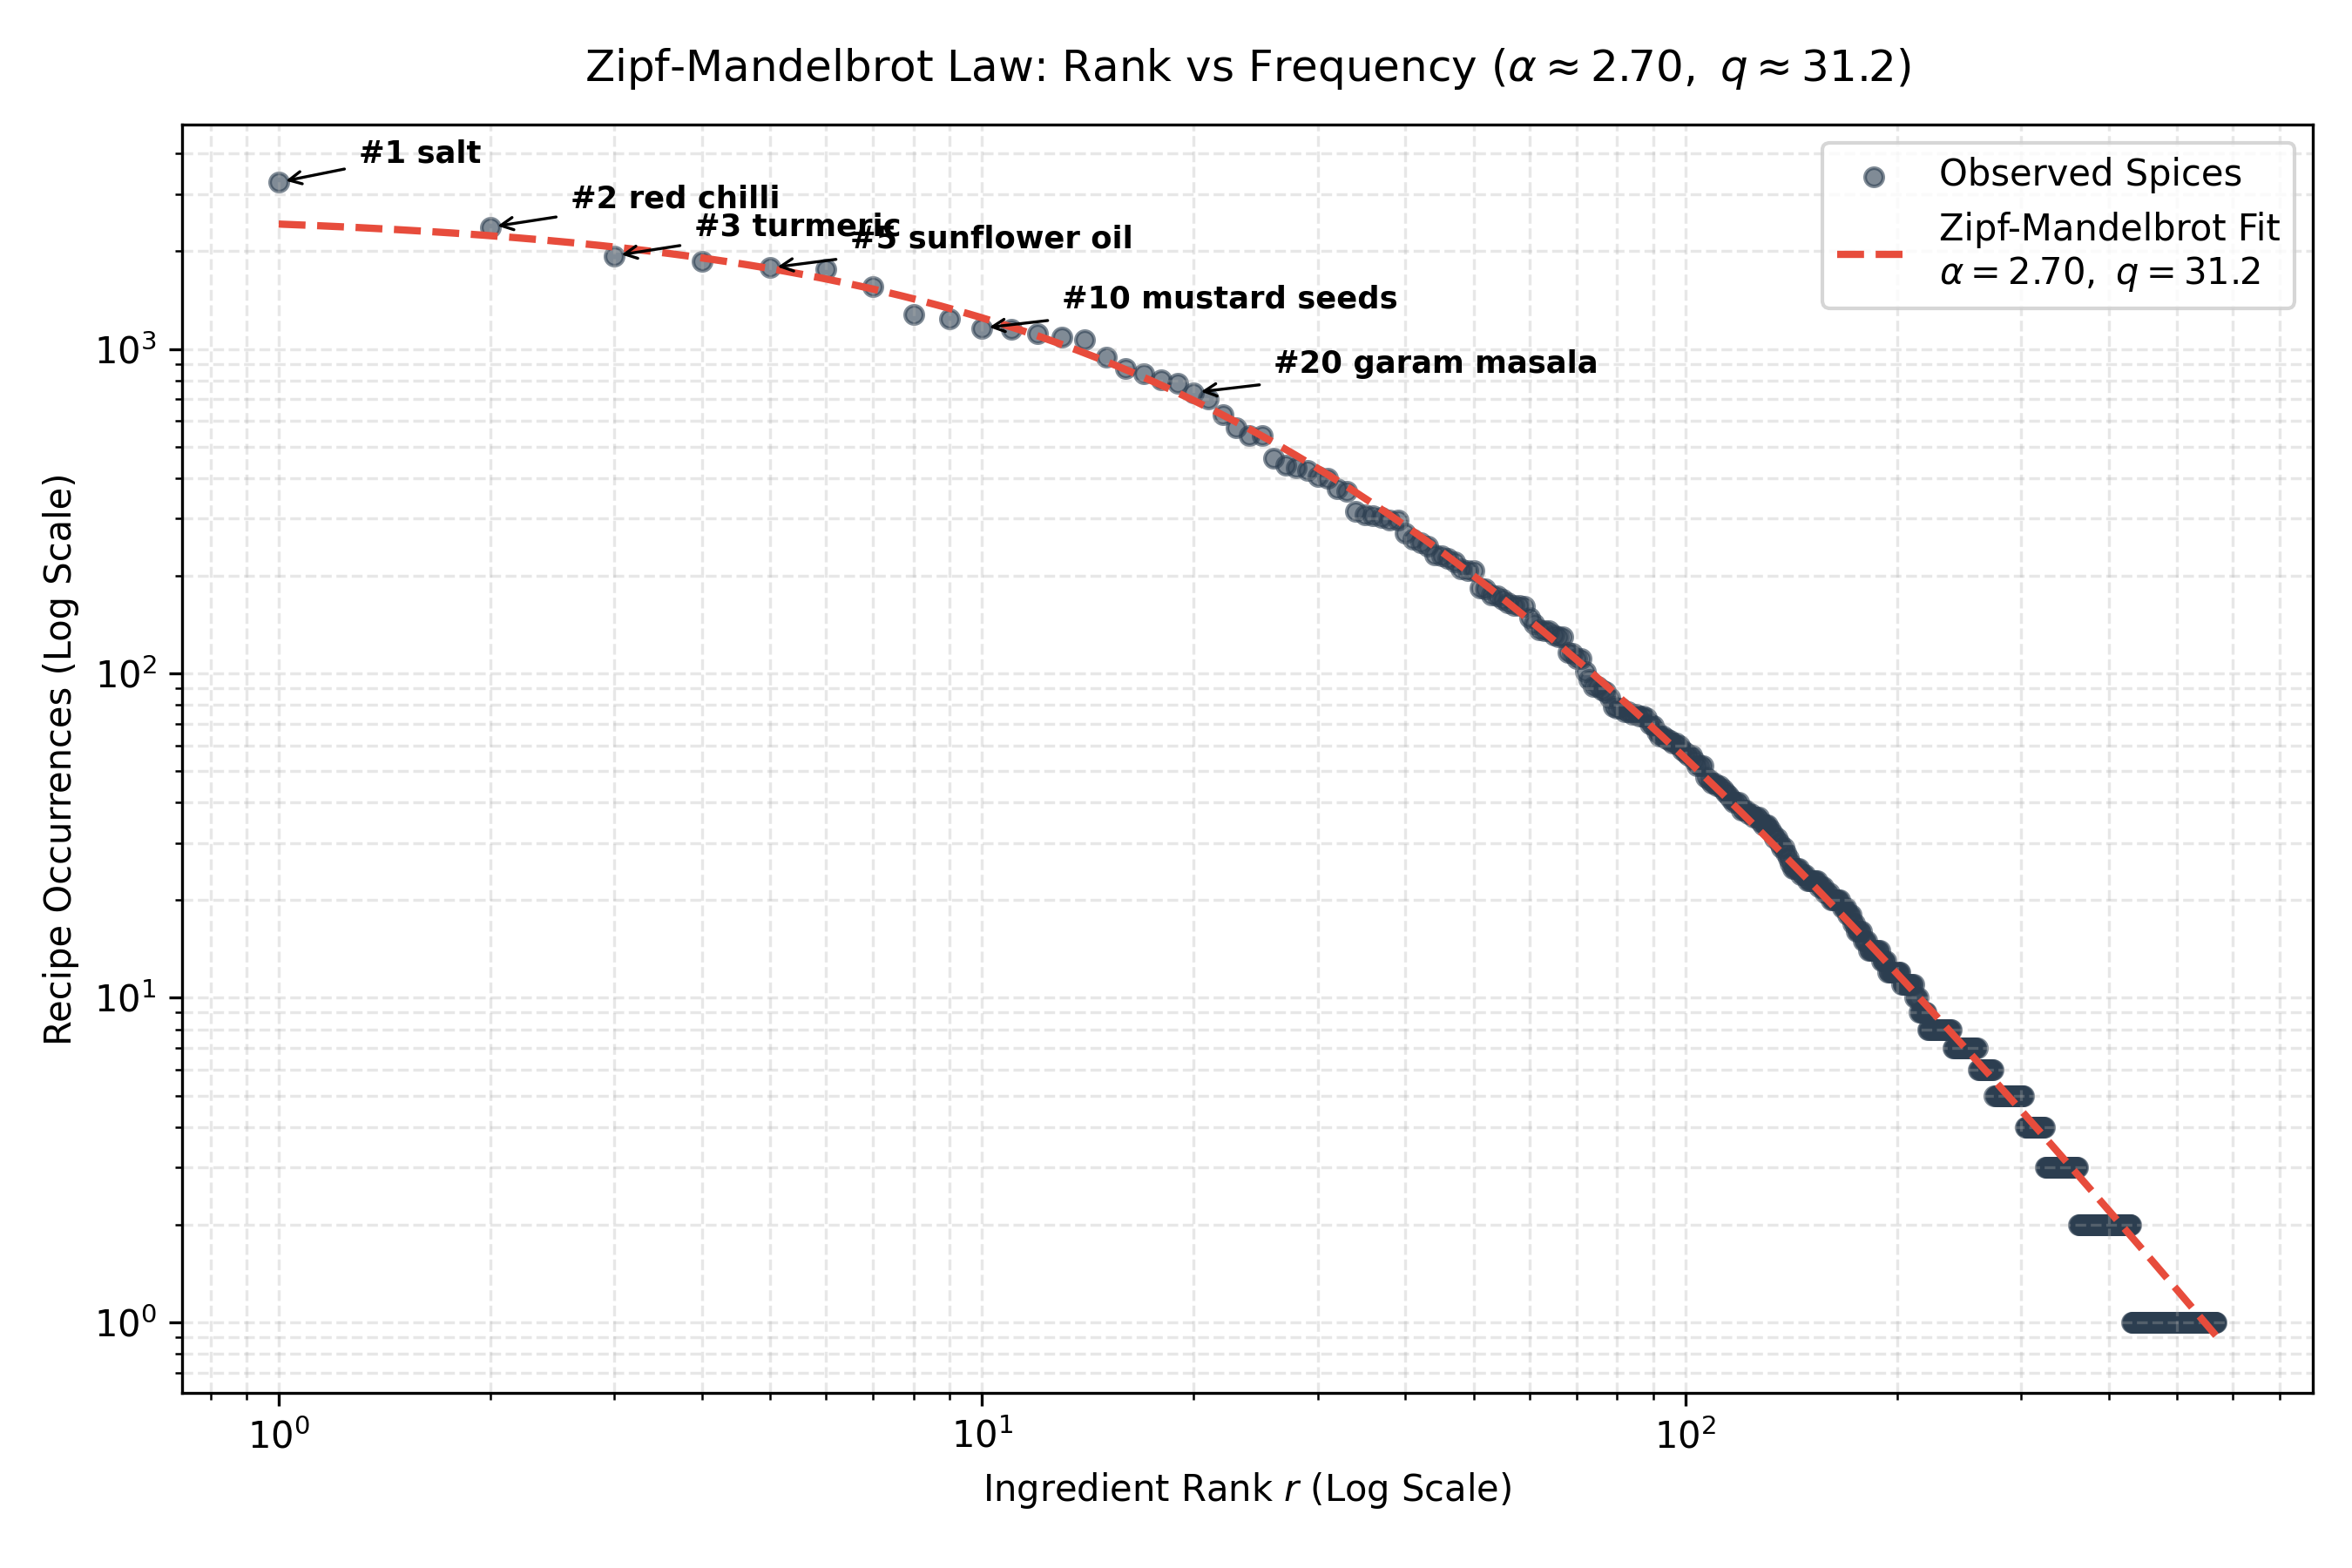 Zipf-Mandelbrot Law: Rank vs Frequency (α ≈ 2.70, q ≈ 31.2)
#1 salt
#2 red chilli
#3 turmeric
#5 sunflower oil
#10 mustard seeds
#20 garam masala
Observed Spices
Zipf-Mandelbrot Fit
α = 2.70, q = 31.2
Recipe Occurrences (Log Scale)
10³
10²
10¹
10⁰
10⁰ 10¹ 10²
Ingredient Rank r (Log Scale)